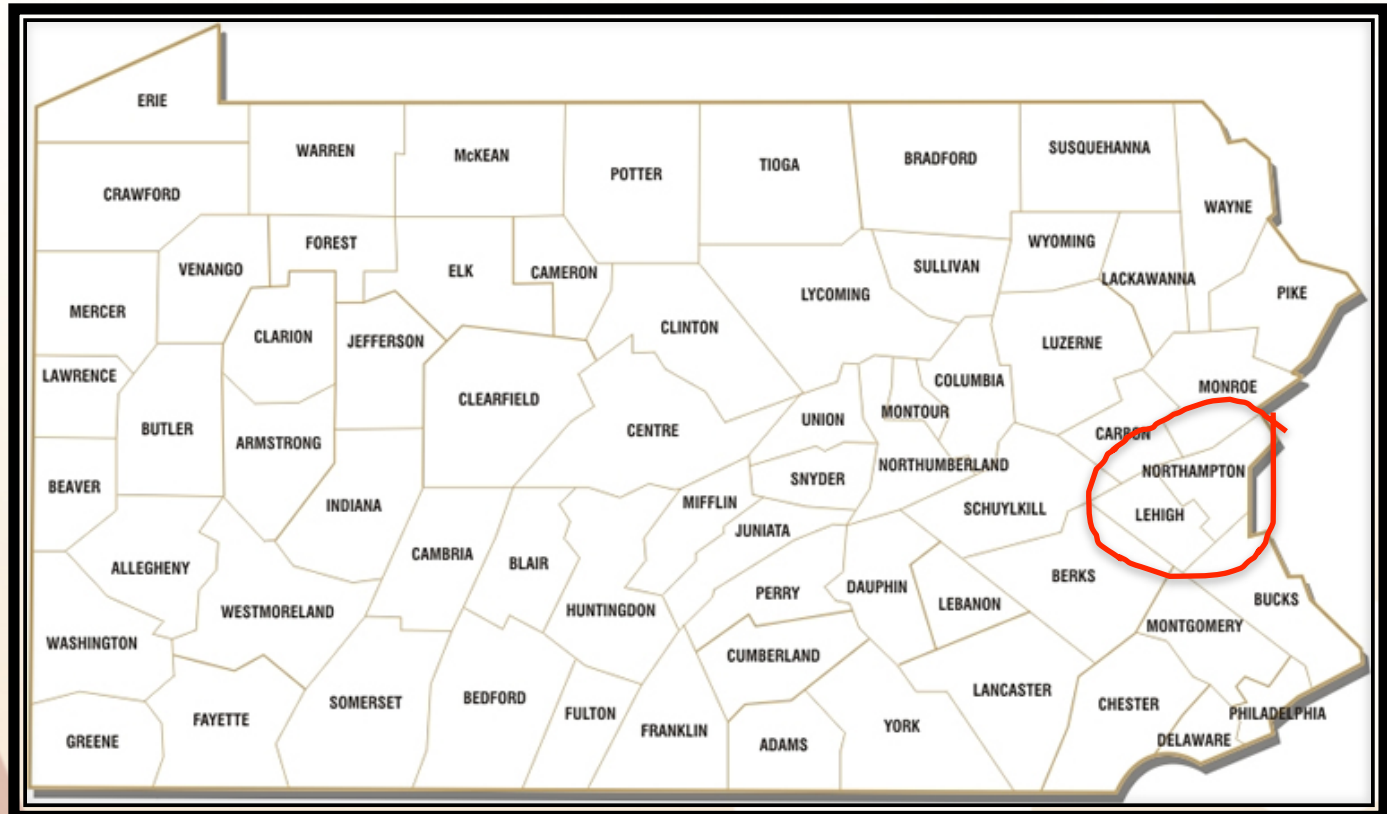 ERIE
WARREN
McKEAN
POTTER
TIOGA
BRADFORD
SUSQUEHANNA
WAYNE
CRAWFORD
FOREST
VENANGO
ELK
CAMERON
SULLIVAN
WYOMING
LACKAWANNA
PIKE
MERCER
CLARION
JEFFERSON
CLINTON
LYCOMING
LUZERNE
LAWRENCE
BUTLER
ARMSTRONG
CLEARFIELD
CENTRE
UNION
MONTOUR
COLUMBIA
MONROE
CARBON
BEAVER
INDIANA
SNYDER
NORTHUMBERLAND
NORTHAMPTON
MIFFLIN
JUNIATA
SCHUYLKILL
LEHIGH
ALLEGHENY
CAMBRIA
BLAIR
HUNTINGDON
PERRY
DAUPHIN
LEBANON
BERKS
BUCKS
WESTMORELAND
WASHINGTON
CUMBERLAND
MONTGOMERY
GREENE
FAYETTE
SOMERSET
BEDFORD
FULTON
FRANKLIN
ADAMS
YORK
LANCASTER
CHESTER
DELAWARE
PHILADELPHIA